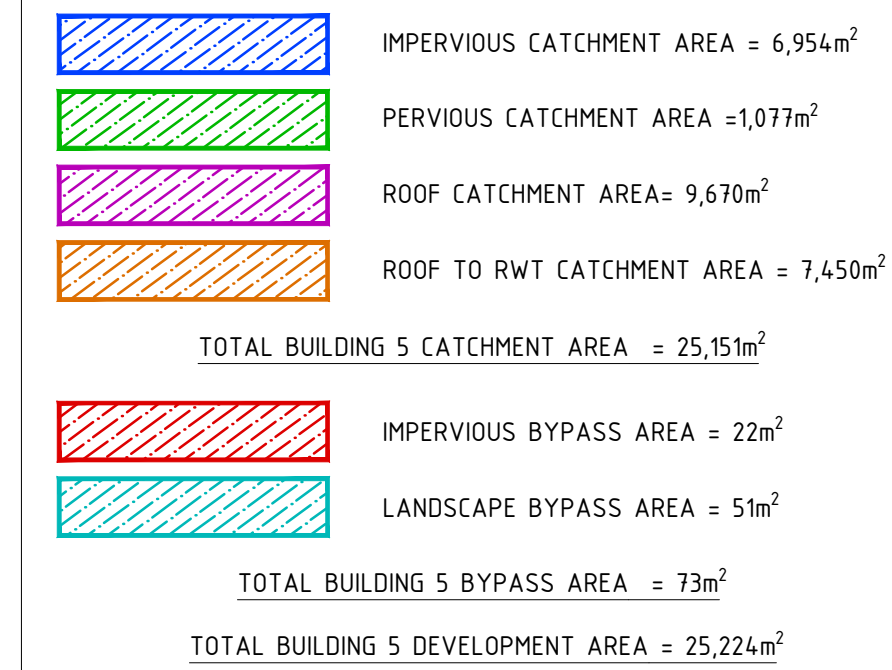 IMPERVIOUS CATCHMENT AREA = 6,954m²
PERVIOUS CATCHMENT AREA =1,077m²
ROOF CATCHMENT AREA= 9,670m²
ROOF TO RWT CATCHMENT AREA = 7,450m²
TOTAL BUILDING 5 CATCHMENT AREA = 25,151m²
IMPERVIOUS BYPASS AREA = 22m²
LANDSCAPE BYPASS AREA = 51m²
TOTAL BUILDING 5 BYPASS AREA = 73m²
TOTAL BUILDING 5 DEVELOPMENT AREA = 25,224m²